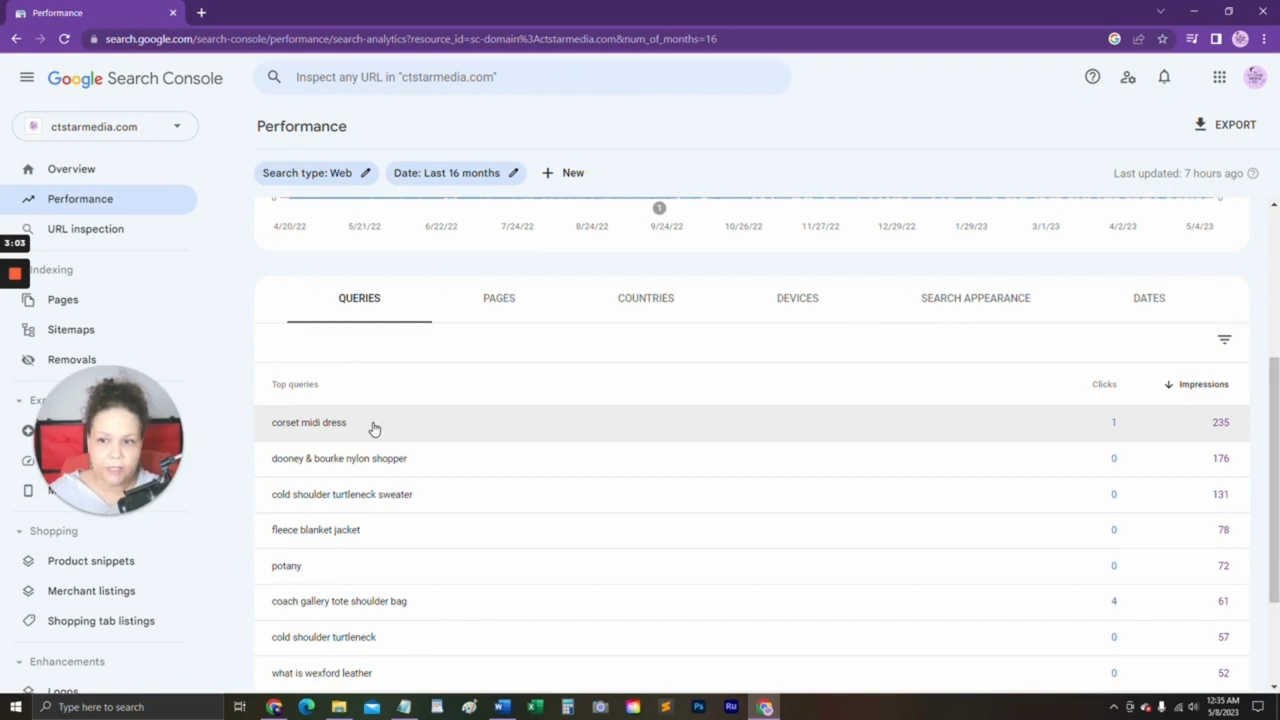 Performance
search.google.com/search-console/performance/search-analytics?resource_id=sc-domain%3Actstarmedia.com&num_of_months=16
Google Search Console
Inspect any URL in "ctstarmedia.com"
ctstarmedia.com
Performance
EXPORT
Overview
Search type: Web
Date: Last 16 months
New
Last updated: 7 hours ago
Performance
0
0
1
URL inspection
4/20/22 5/21/22 6/22/22 7/24/22 8/24/22 9/24/22 10/26/22 11/27/22 12/29/22 1/29/23 3/1/23 4/2/23 5/4/23
3:03
Indexing
Pages
QUERIES PAGES COUNTRIES DEVICES SEARCH APPEARANCE DATES
Sitemaps
Removals
Top queries Clicks Impressions
corset midi dress 1 235
dooney & bourke nylon shopper 0 176
cold shoulder turtleneck sweater 0 131
fleece blanket jacket 0 78
Shopping
Product snippets
potany 0 72
Merchant listings
coach gallery tote shoulder bag 4 61
Shopping tab listings
cold shoulder turtleneck 0 57
Enhancements
what is wexford leather 0 52
Logos
Type here to search
12:35 AM
5/8/2023